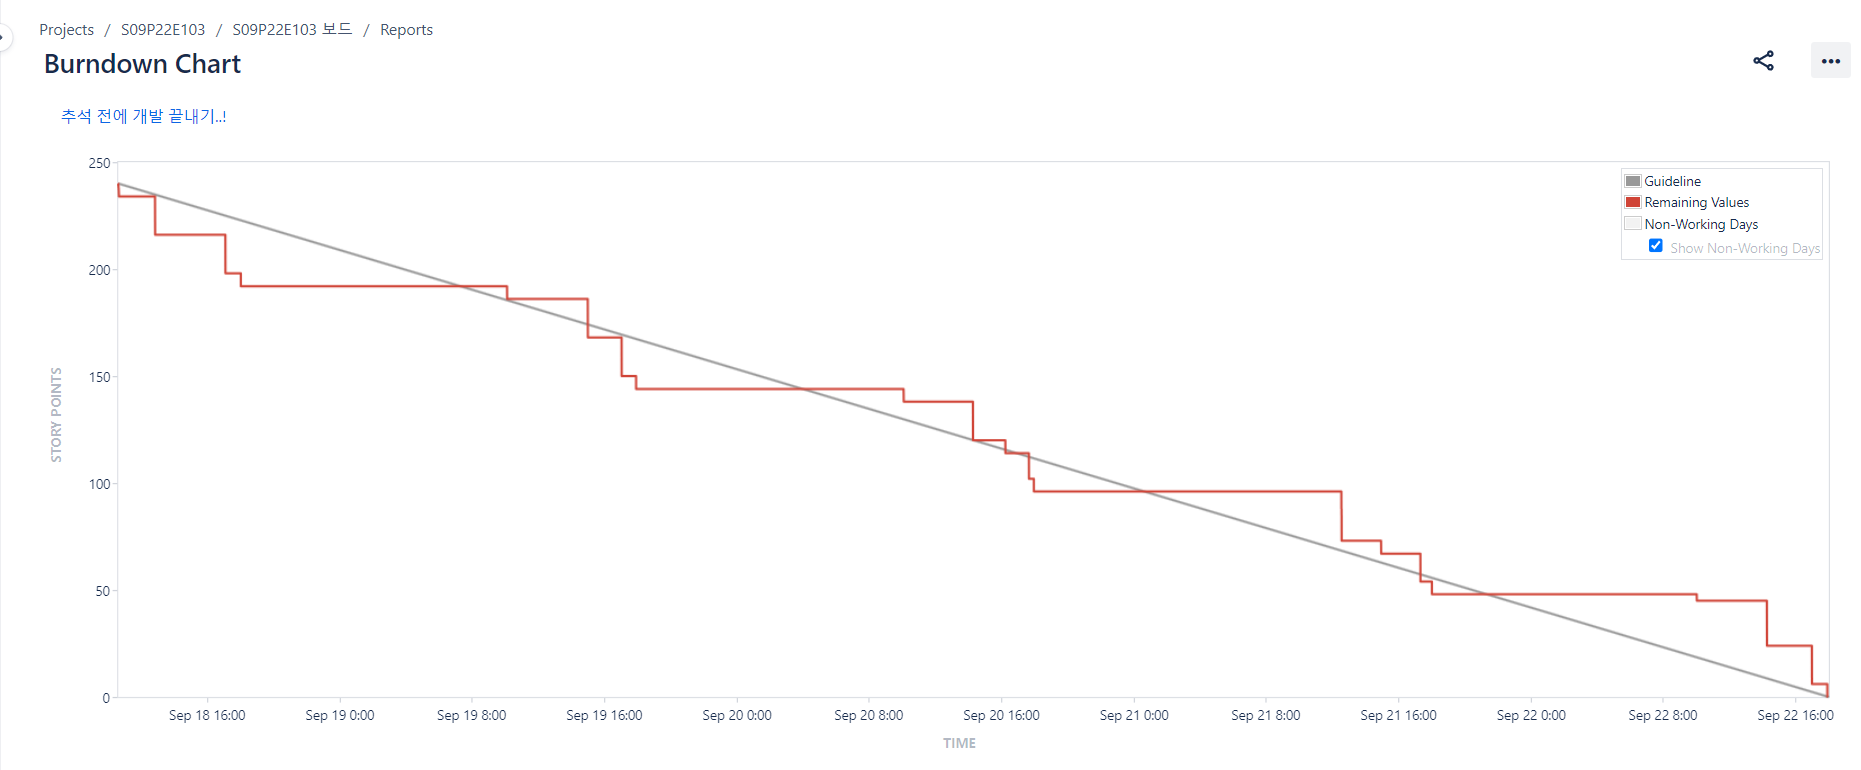 Projects / S09P22E103 / S09P22E103 보드 / Reports
Burndown Chart
추석 전에 개발 끝내기..!
250
200
150
100
50
0
STORY POINTS
Guideline
Remaining Values
Non-Working Days
Show Non-Working Days
Sep 18 16:00 Sep 19 0:00 Sep 19 8:00 Sep 19 16:00 Sep 20 0:00 Sep 20 8:00 Sep 20 16:00 Sep 21 0:00 Sep 21 8:00 Sep 21 16:00 Sep 22 0:00 Sep 22 8:00 Sep 22 16:00
TIME